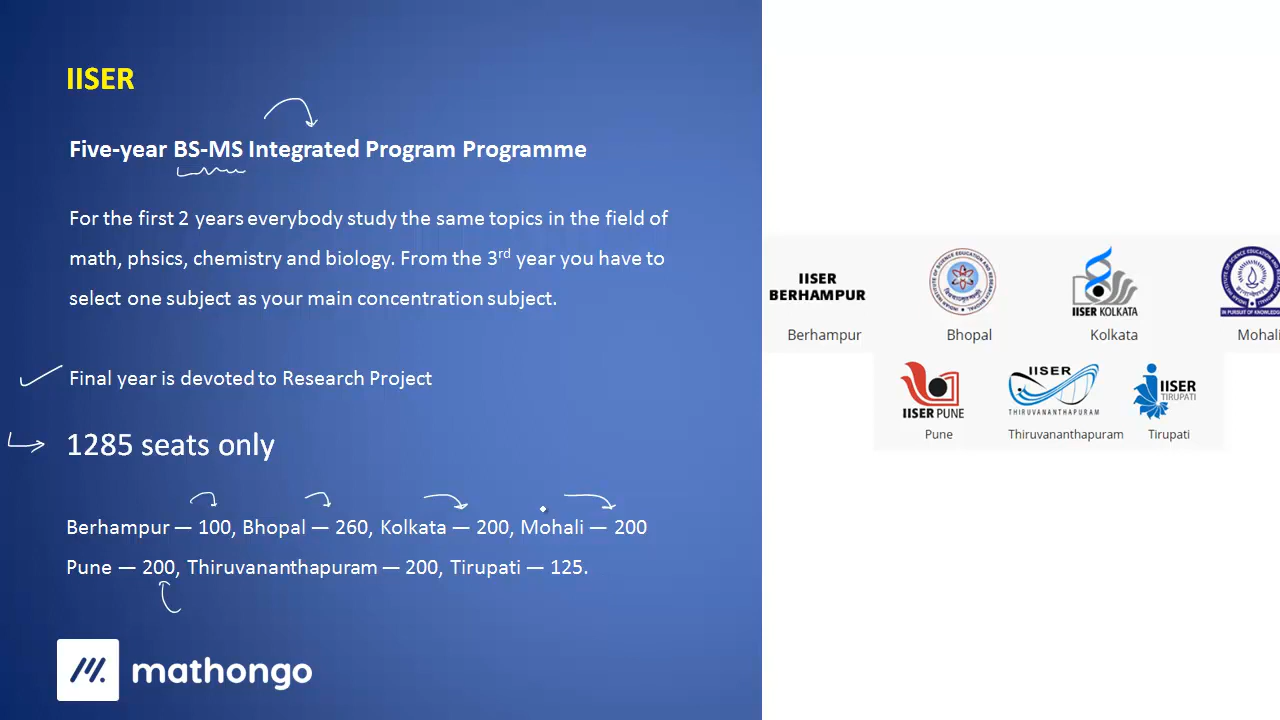 IISER
Five-year BS-MS Integrated Program Programme
For the first 2 years everybody study the same topics in the field of
math, phsics, chemistry and biology. From the 3rd year you have to
select one subject as your main concentration subject.
Final year is devoted to Research Project
1285 seats only
Berhampur — 100, Bhopal — 260, Kolkata — 200, Mohali — 200
Pune — 200, Thiruvananthapuram — 200, Tirupati — 125.
mathongo
IISER
BERHAMPUR
IISER KOLKATA
IN PURSUIT OF KNOWLEDG
Berhampur Bhopal Kolkata Mohali
IISER PUNE
IISER
THIRUVANANTHAPURAM
IISER
TIRUPATI
Pune Thiruvananthapuram Tirupati